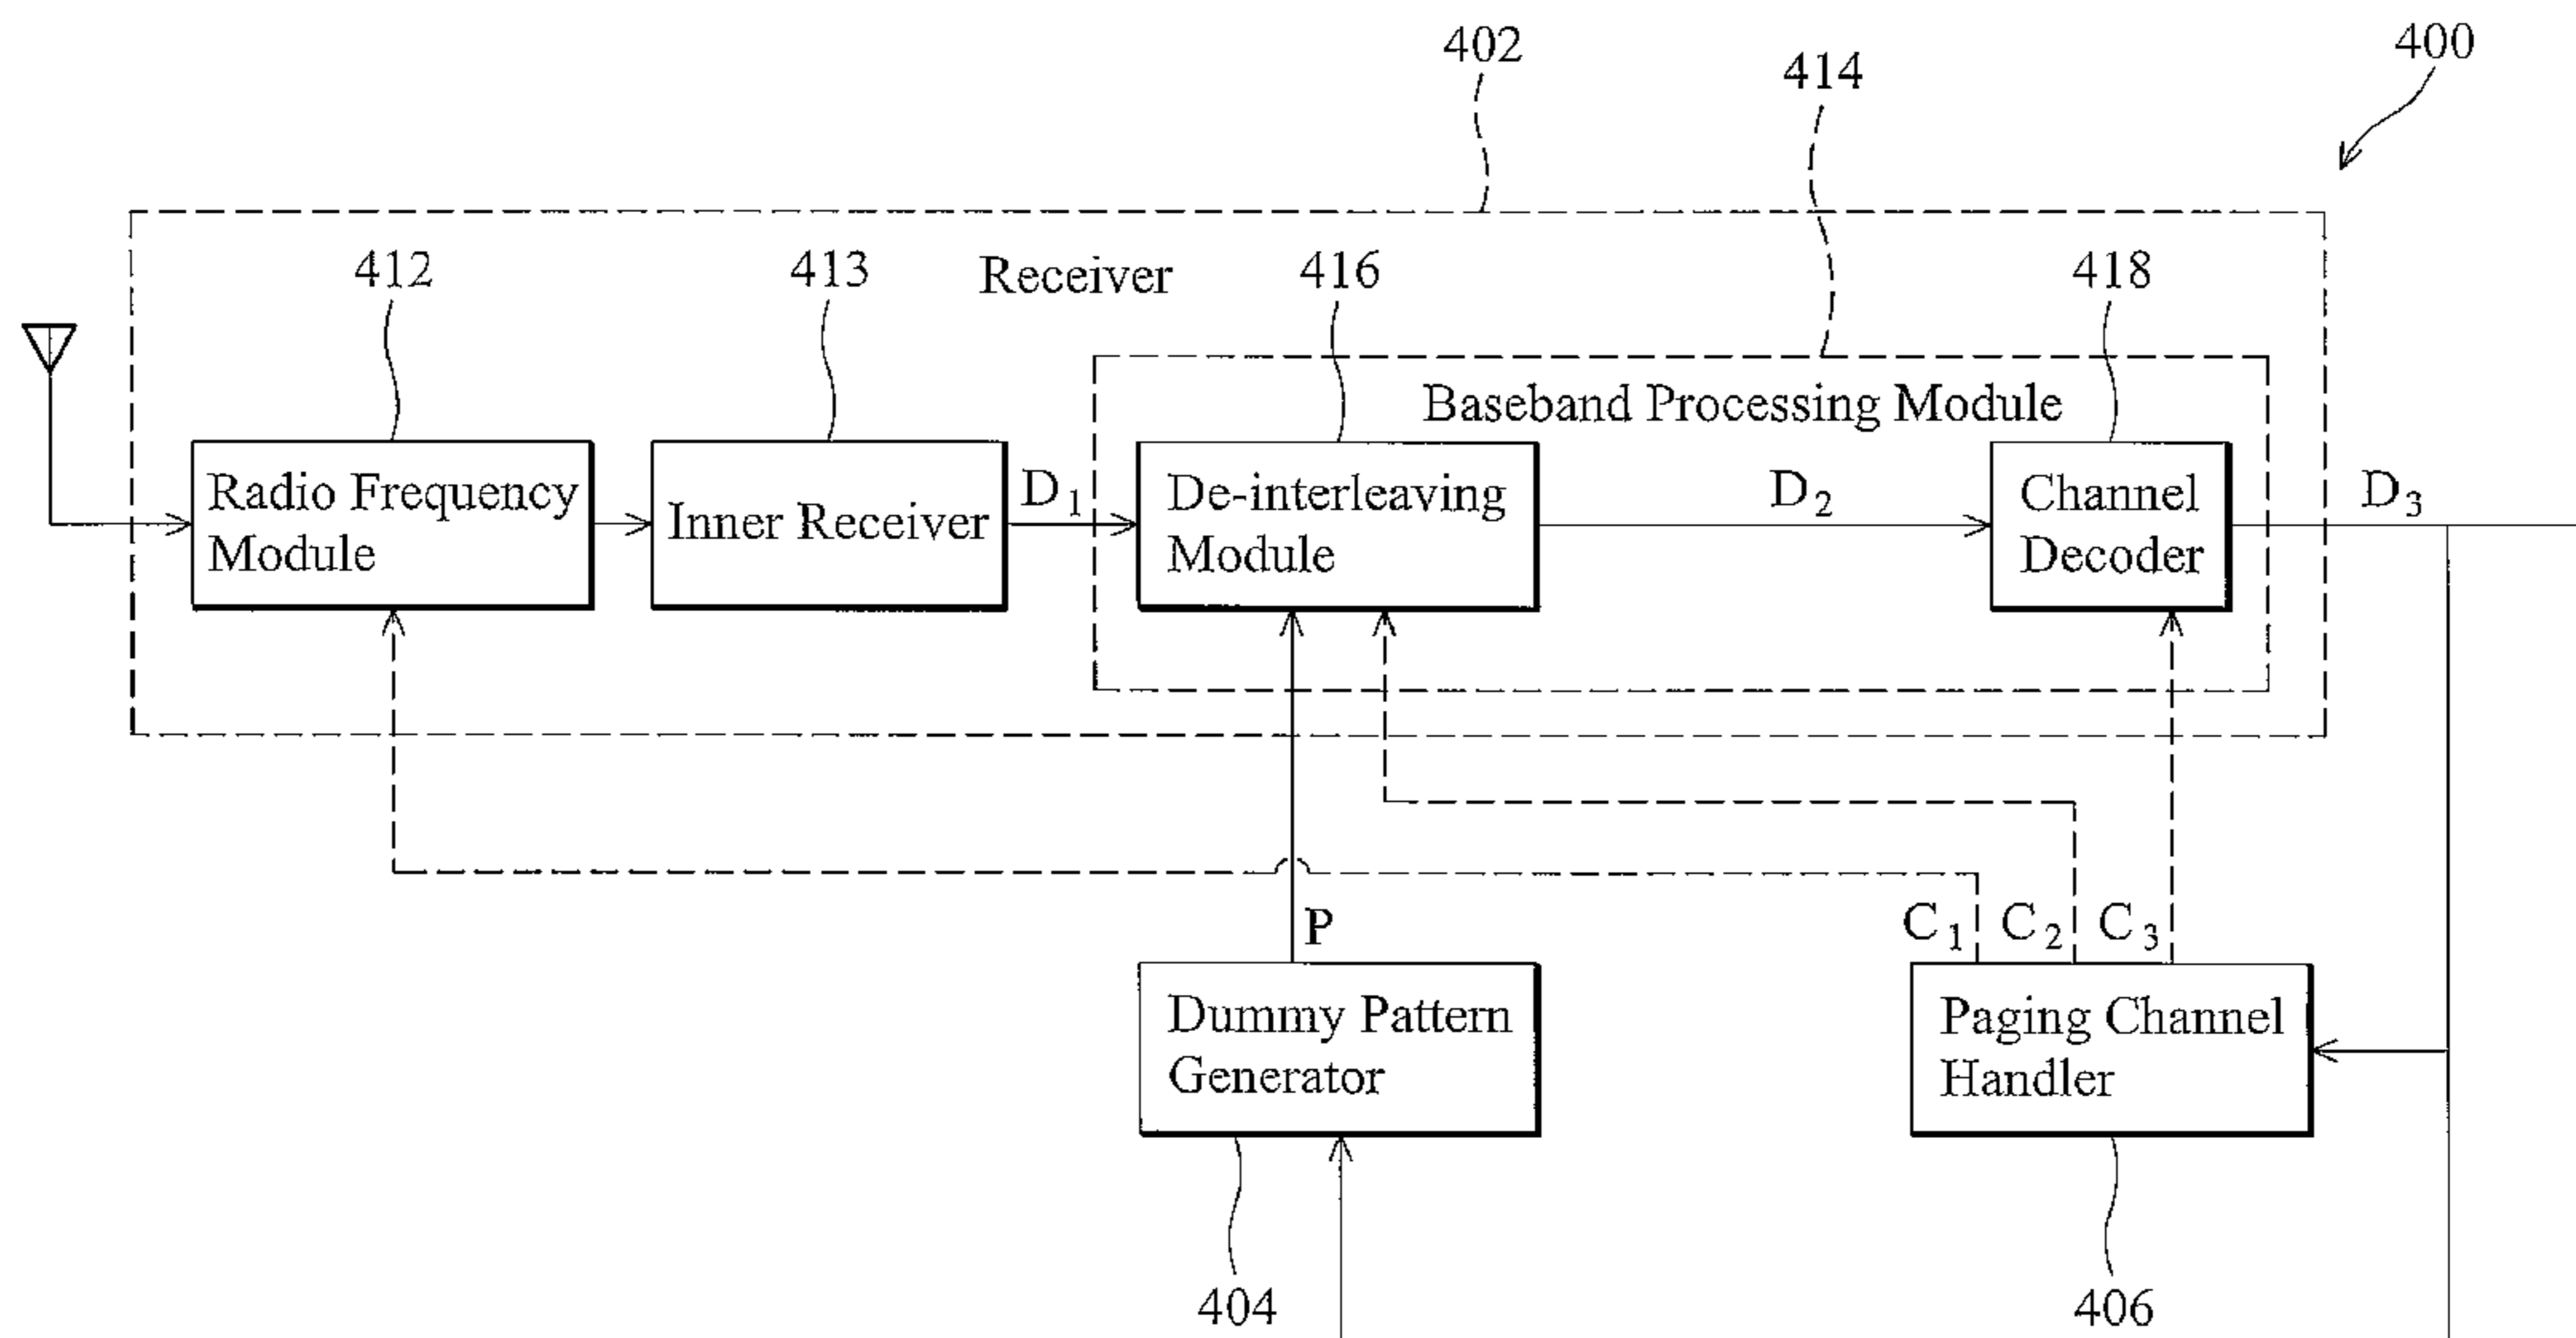 402
400
414
412
413
Receiver
416
418
Baseband Processing Module
Radio Frequency
Module
Inner Receiver
D1
De-interleaving
Module
D2
Channel
Decoder
D3
P
C1
C2
C3
Dummy Pattern
Generator
Paging Channel
Handler
404
406